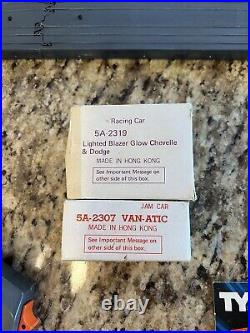 Racing Car
5A-2319
Lighted Blazer Glow Chevelle
& Dodge
MADE IN HONG KONG
See Important Message on
other side of this box.
JAM CAR
5A-2307 VAN-ATIC
MADE IN HONG KONG
See Important Message on
other side of this box.
TY